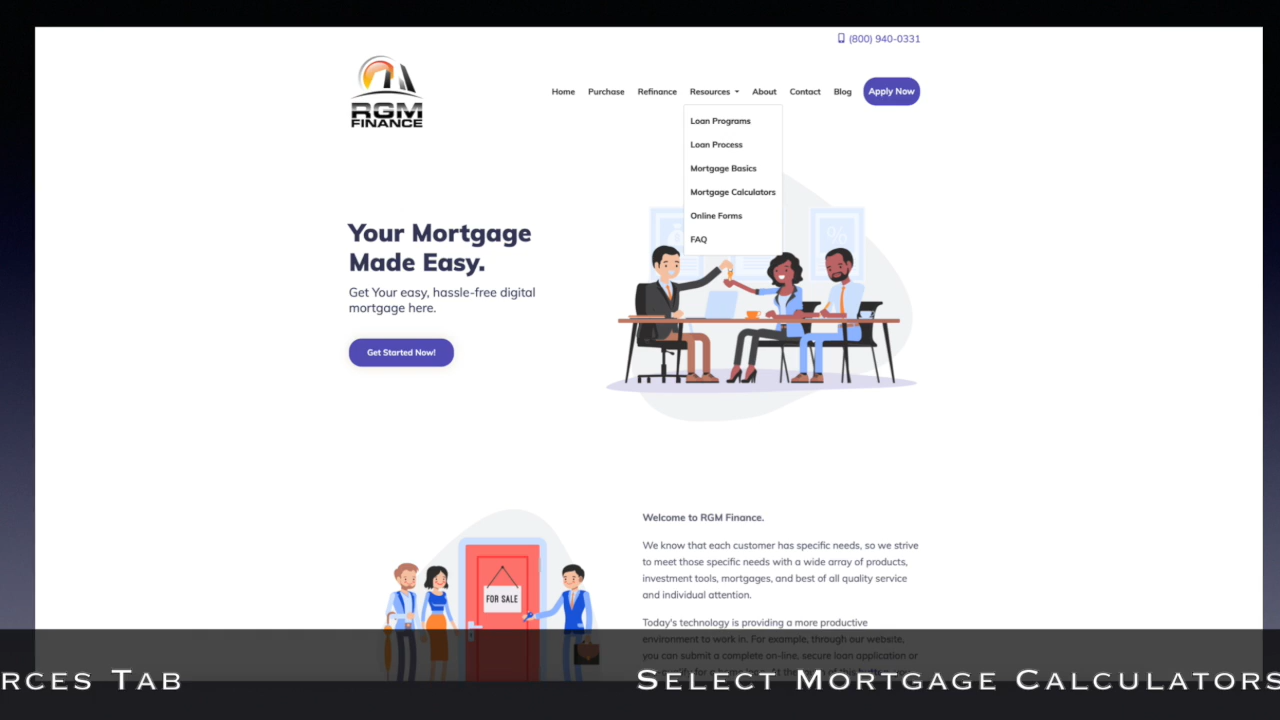 (800) 940-0331
RGM
FINANCE
Home Purchase Refinance Resources About Contact Blog Apply Now
Loan Programs
Loan Process
Mortgage Basics
Mortgage Calculators
Online Forms
FAQ
%
Your Mortgage
Made Easy.
Get Your easy, hassle-free digital
mortgage here.
Get Started Now!
FOR SALE
Welcome to RGM Finance.
We know that each customer has specific needs, so we strive
to meet those specific needs with a wide array of products,
investment tools, mortgages, and best of all quality service
and individual attention.
Today's technology is providing a more productive
environment to work in. For example, through our website,
you can submit a complete on-line, secure loan application or
RCES TAB SELECT MORTGAGE CALCULATORS